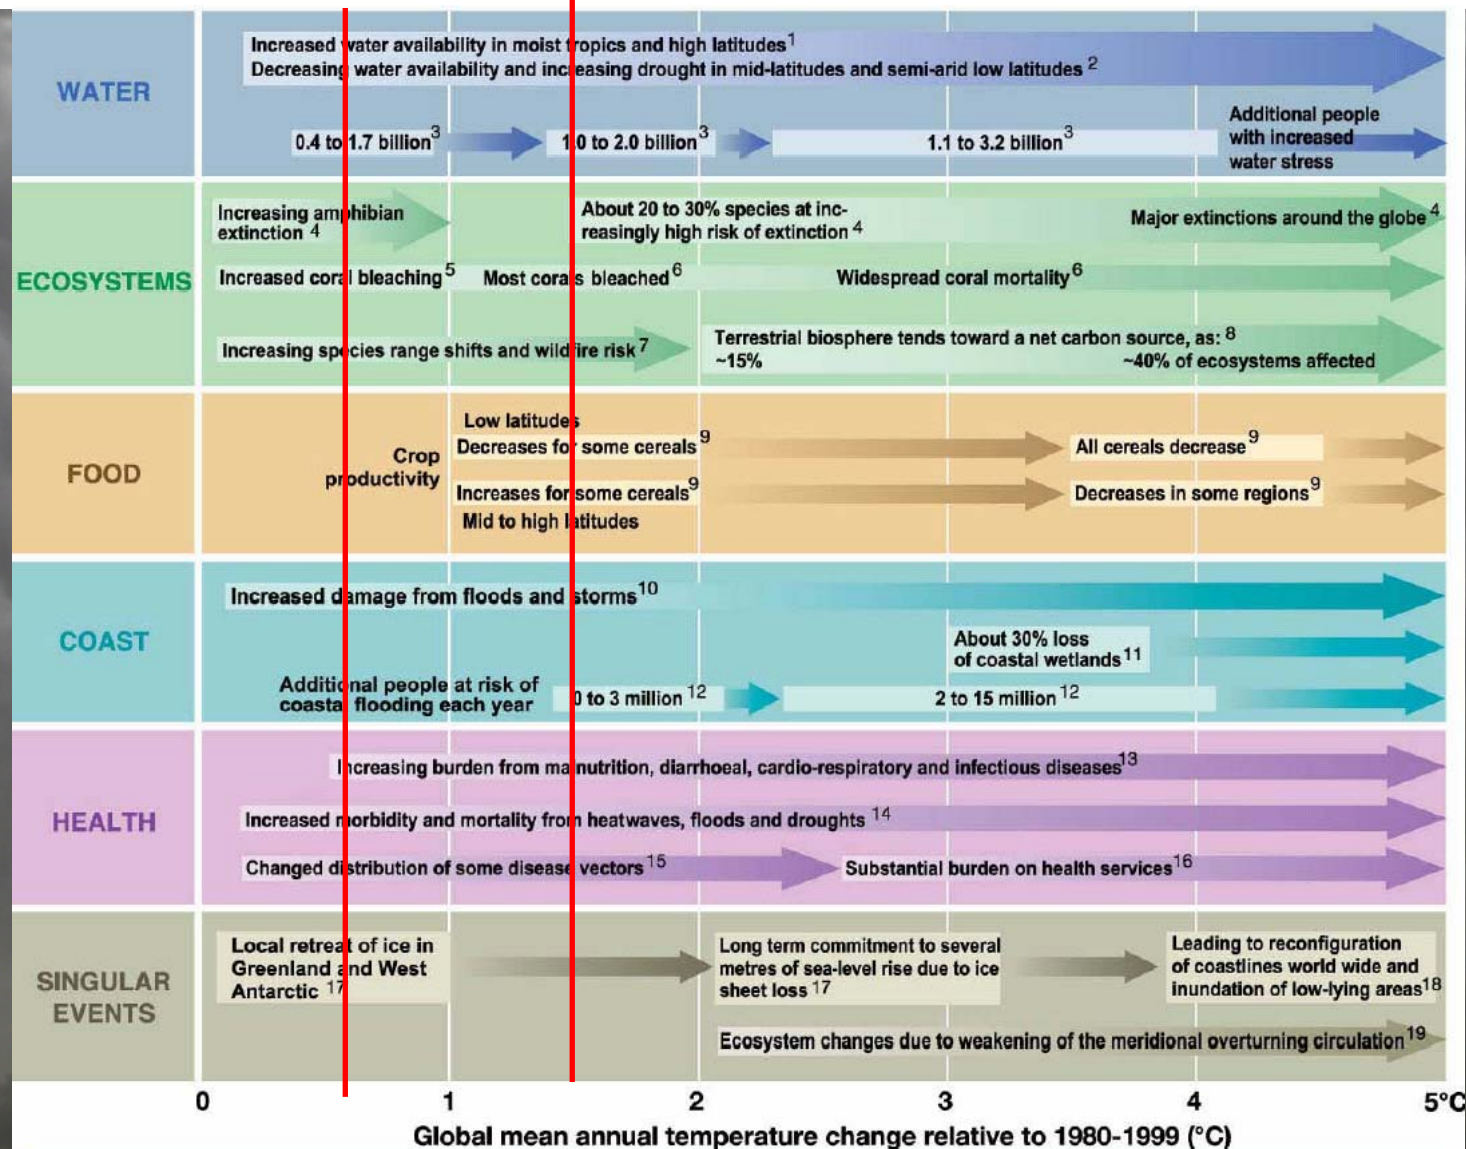 WATER
Increased water availability in moist tropics and high latitudes 1
Decreasing water availability and increasing drought in mid-latitudes and semi-arid low latitudes 2
0.4 to 1.7 billion 3
1.0 to 2.0 billion 3
1.1 to 3.2 billion 3
Additional people
with increased
water stress
ECOSYSTEMS
Increasing amphibian
extinction 4
About 20 to 30% species at inc-
reasingly high risk of extinction 4
Major extinctions around the globe 4
Increased coral bleaching 5
Most corals bleached 6
Widespread coral mortality 6
Increasing species range shifts and wildfire risk 7
Terrestrial biosphere tends toward a net carbon source, as: 8
~15%
~40% of ecosystems affected
FOOD
Crop
productivity
Low latitudes
Decreases for some cereals 9
All cereals decrease 9
Increases for some cereals 9
Decreases in some regions 9
Mid to high latitudes
COAST
Increased damage from floods and storms 10
About 30% loss
of coastal wetlands 11
Additional people at risk of
coastal flooding each year
0 to 3 million 12
2 to 15 million 12
HEALTH
Increasing burden from malnutrition, diarrhoeal, cardio-respiratory and infectious diseases 13
Increased morbidity and mortality from heatwaves, floods and droughts 14
Changed distribution of some disease vectors 15
Substantial burden on health services 16
SINGULAR
EVENTS
Local retreat of ice in
Greenland and West
Antarctic 17
Long term commitment to several
metres of sea-level rise due to ice
sheet loss 17
Leading to reconfiguration
of coastlines world wide and
inundation of low-lying areas 18
Ecosystem changes due to weakening of the meridional overturning circulation 19
0 1 2 3 4 5°C
Global mean annual temperature change relative to 1980-1999 (°C)